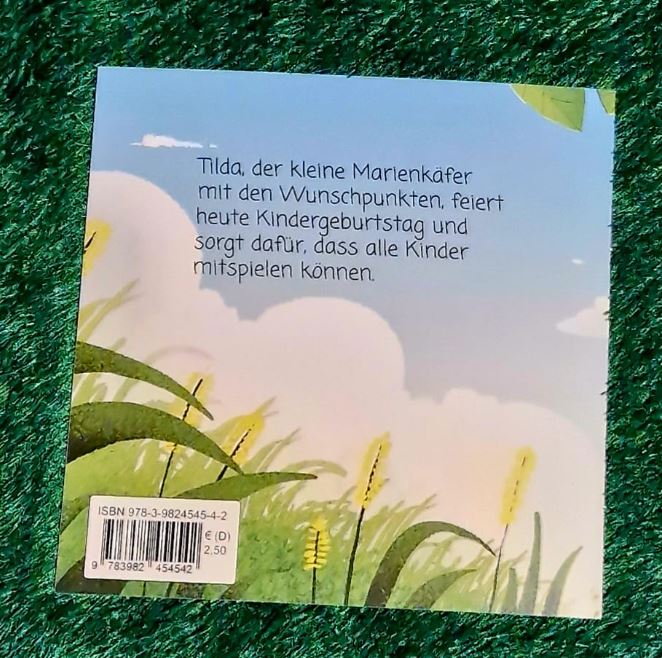 Tilda, der kleine Marienkäfer
mit den Wunschpunkten, feiert
heute Kindergeburtstag und
sorgt dafür, dass alle Kinder
mitspielen können.
ISBN 978-3-9824545-4-2
€ (D)
2,50
9 783982 454542